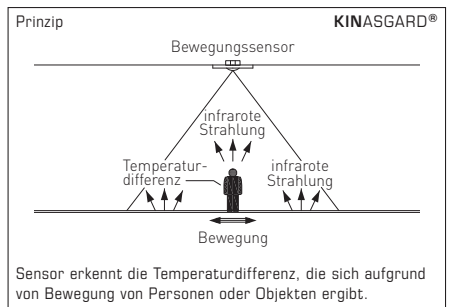 Prinzip KINASGARD®
Bewegungssensor
infrarote
Strahlung
Temperatur-
differenz
infrarote
Strahlung
Bewegung
Sensor erkennt die Temperaturdifferenz, die sich aufgrund
von Bewegung von Personen oder Objekten ergibt.